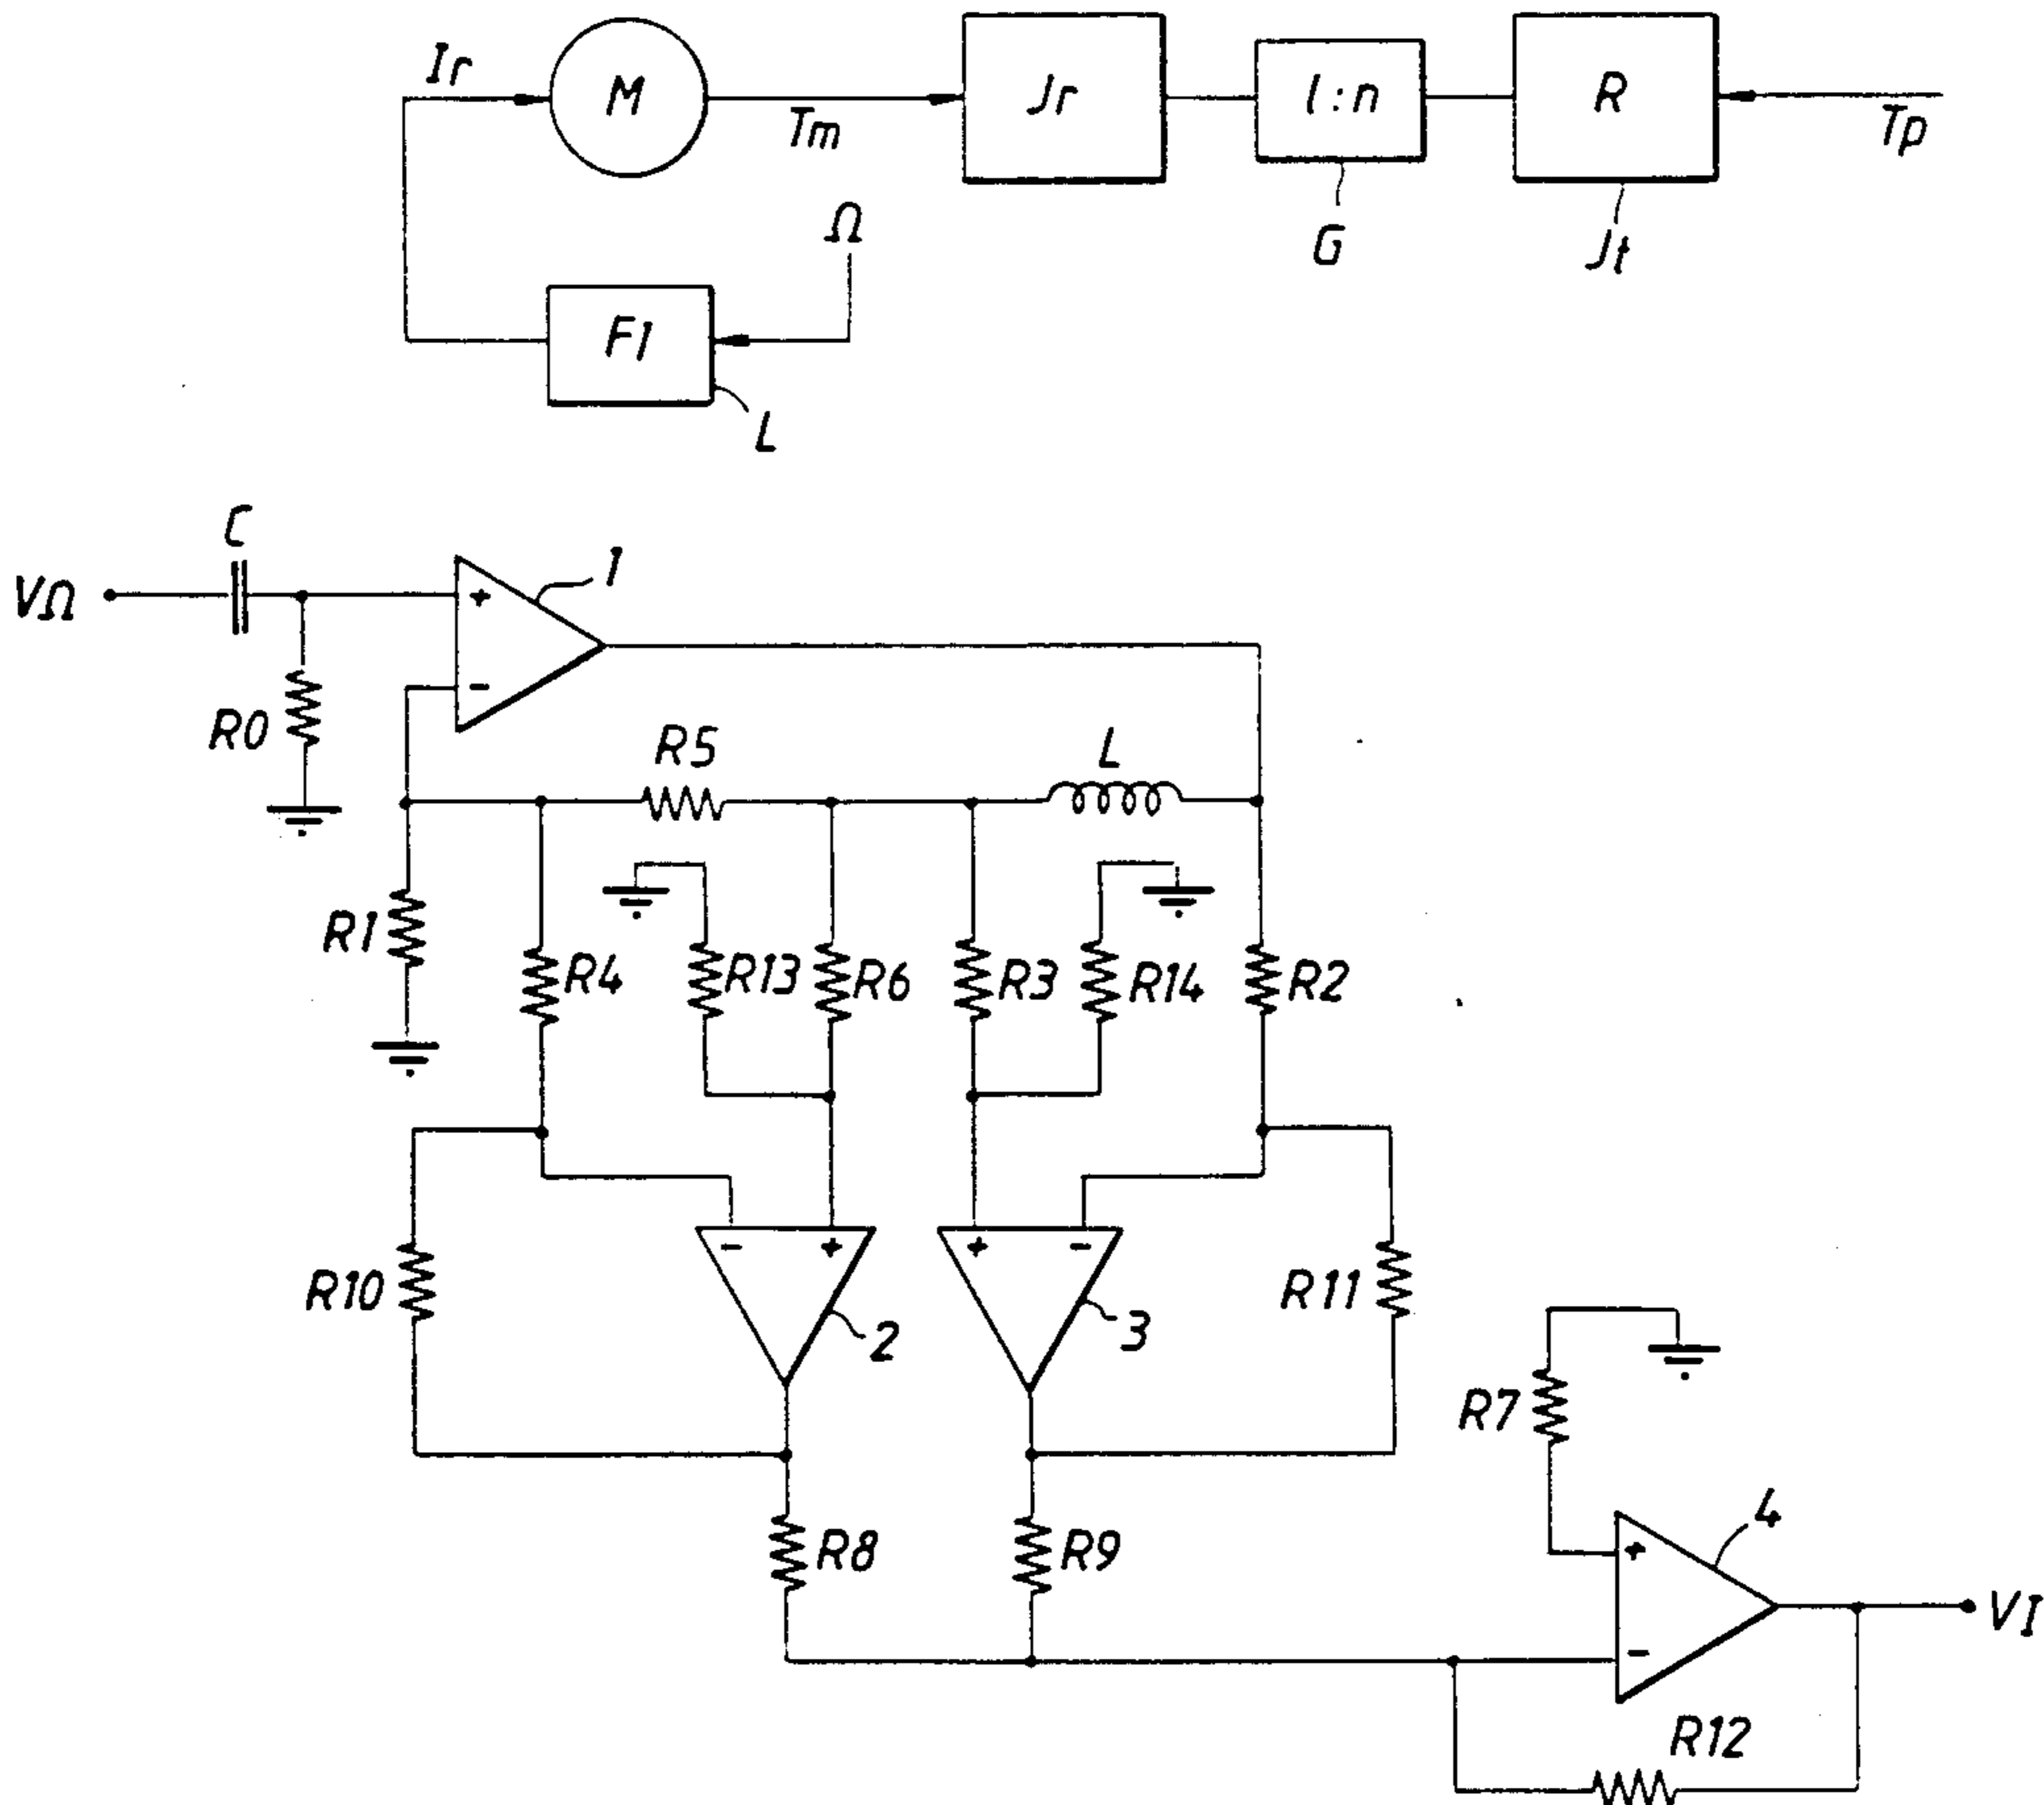 Ir
M
Tm
Jr
1:n
R
Tp
Ω
G
Jt
F1
L
C
1
VΩ
+
-
R0
R5
L
R1
R4
R13
R6
R3
R14
R2
-
+
+
-
R10
2
3
R11
R7
R8
R9
4
+
VI
-
R12